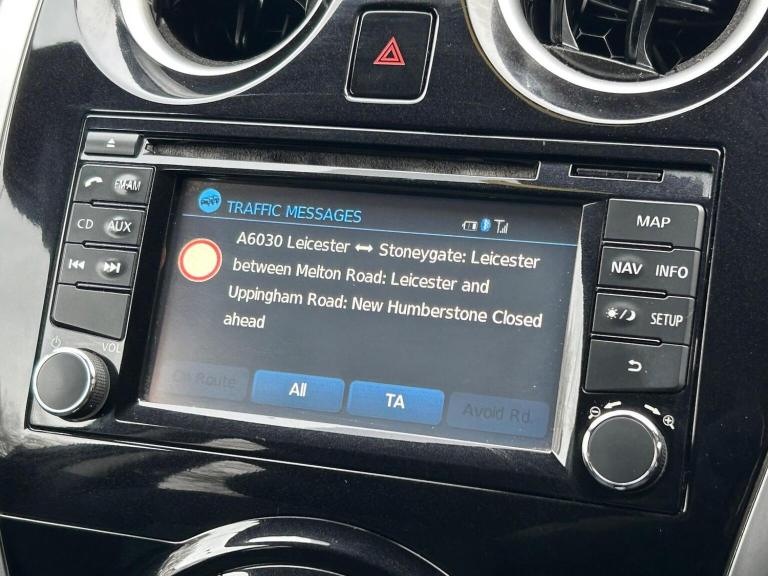 FM·AM
CD AUX
VOL
TRAFFIC MESSAGES
A6030 Leicester ↔ Stoneygate: Leicester
between Melton Road: Leicester and
Uppingham Road: New Humberstone Closed
ahead
On Route
All
TA
Avoid Rd.
MAP
NAV
INFO
SETUP